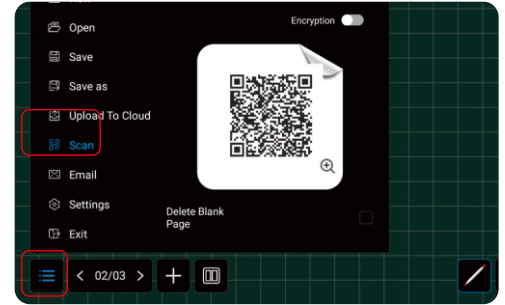 Encryption
Open
Save
Save as
Upload To Cloud
Scan
Email
Settings
Exit
Delete Blank
Page
02/03